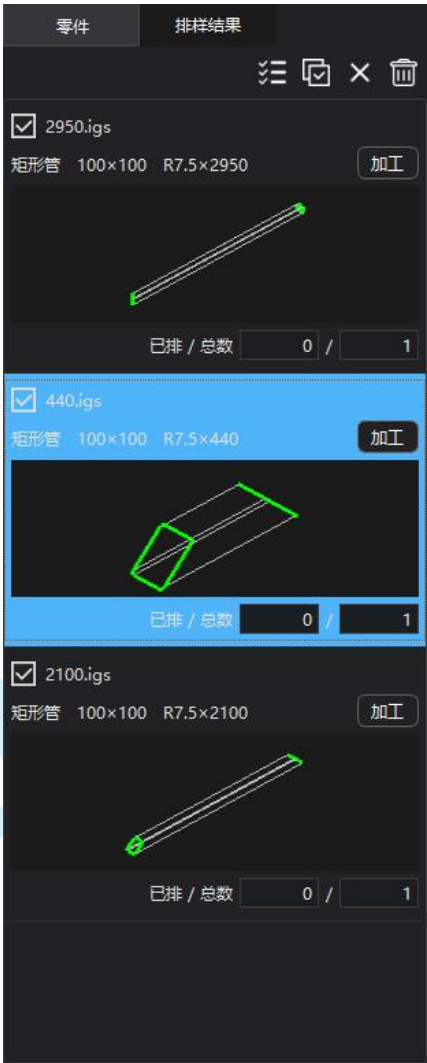 零件 排样结果
2950.igs
矩形管 100×100 R7.5×2950 加工
已排 / 总数 0 / 1
440.igs
矩形管 100×100 R7.5×440 加工
已排 / 总数 0 / 1
2100.igs
矩形管 100×100 R7.5×2100 加工
已排 / 总数 0 / 1